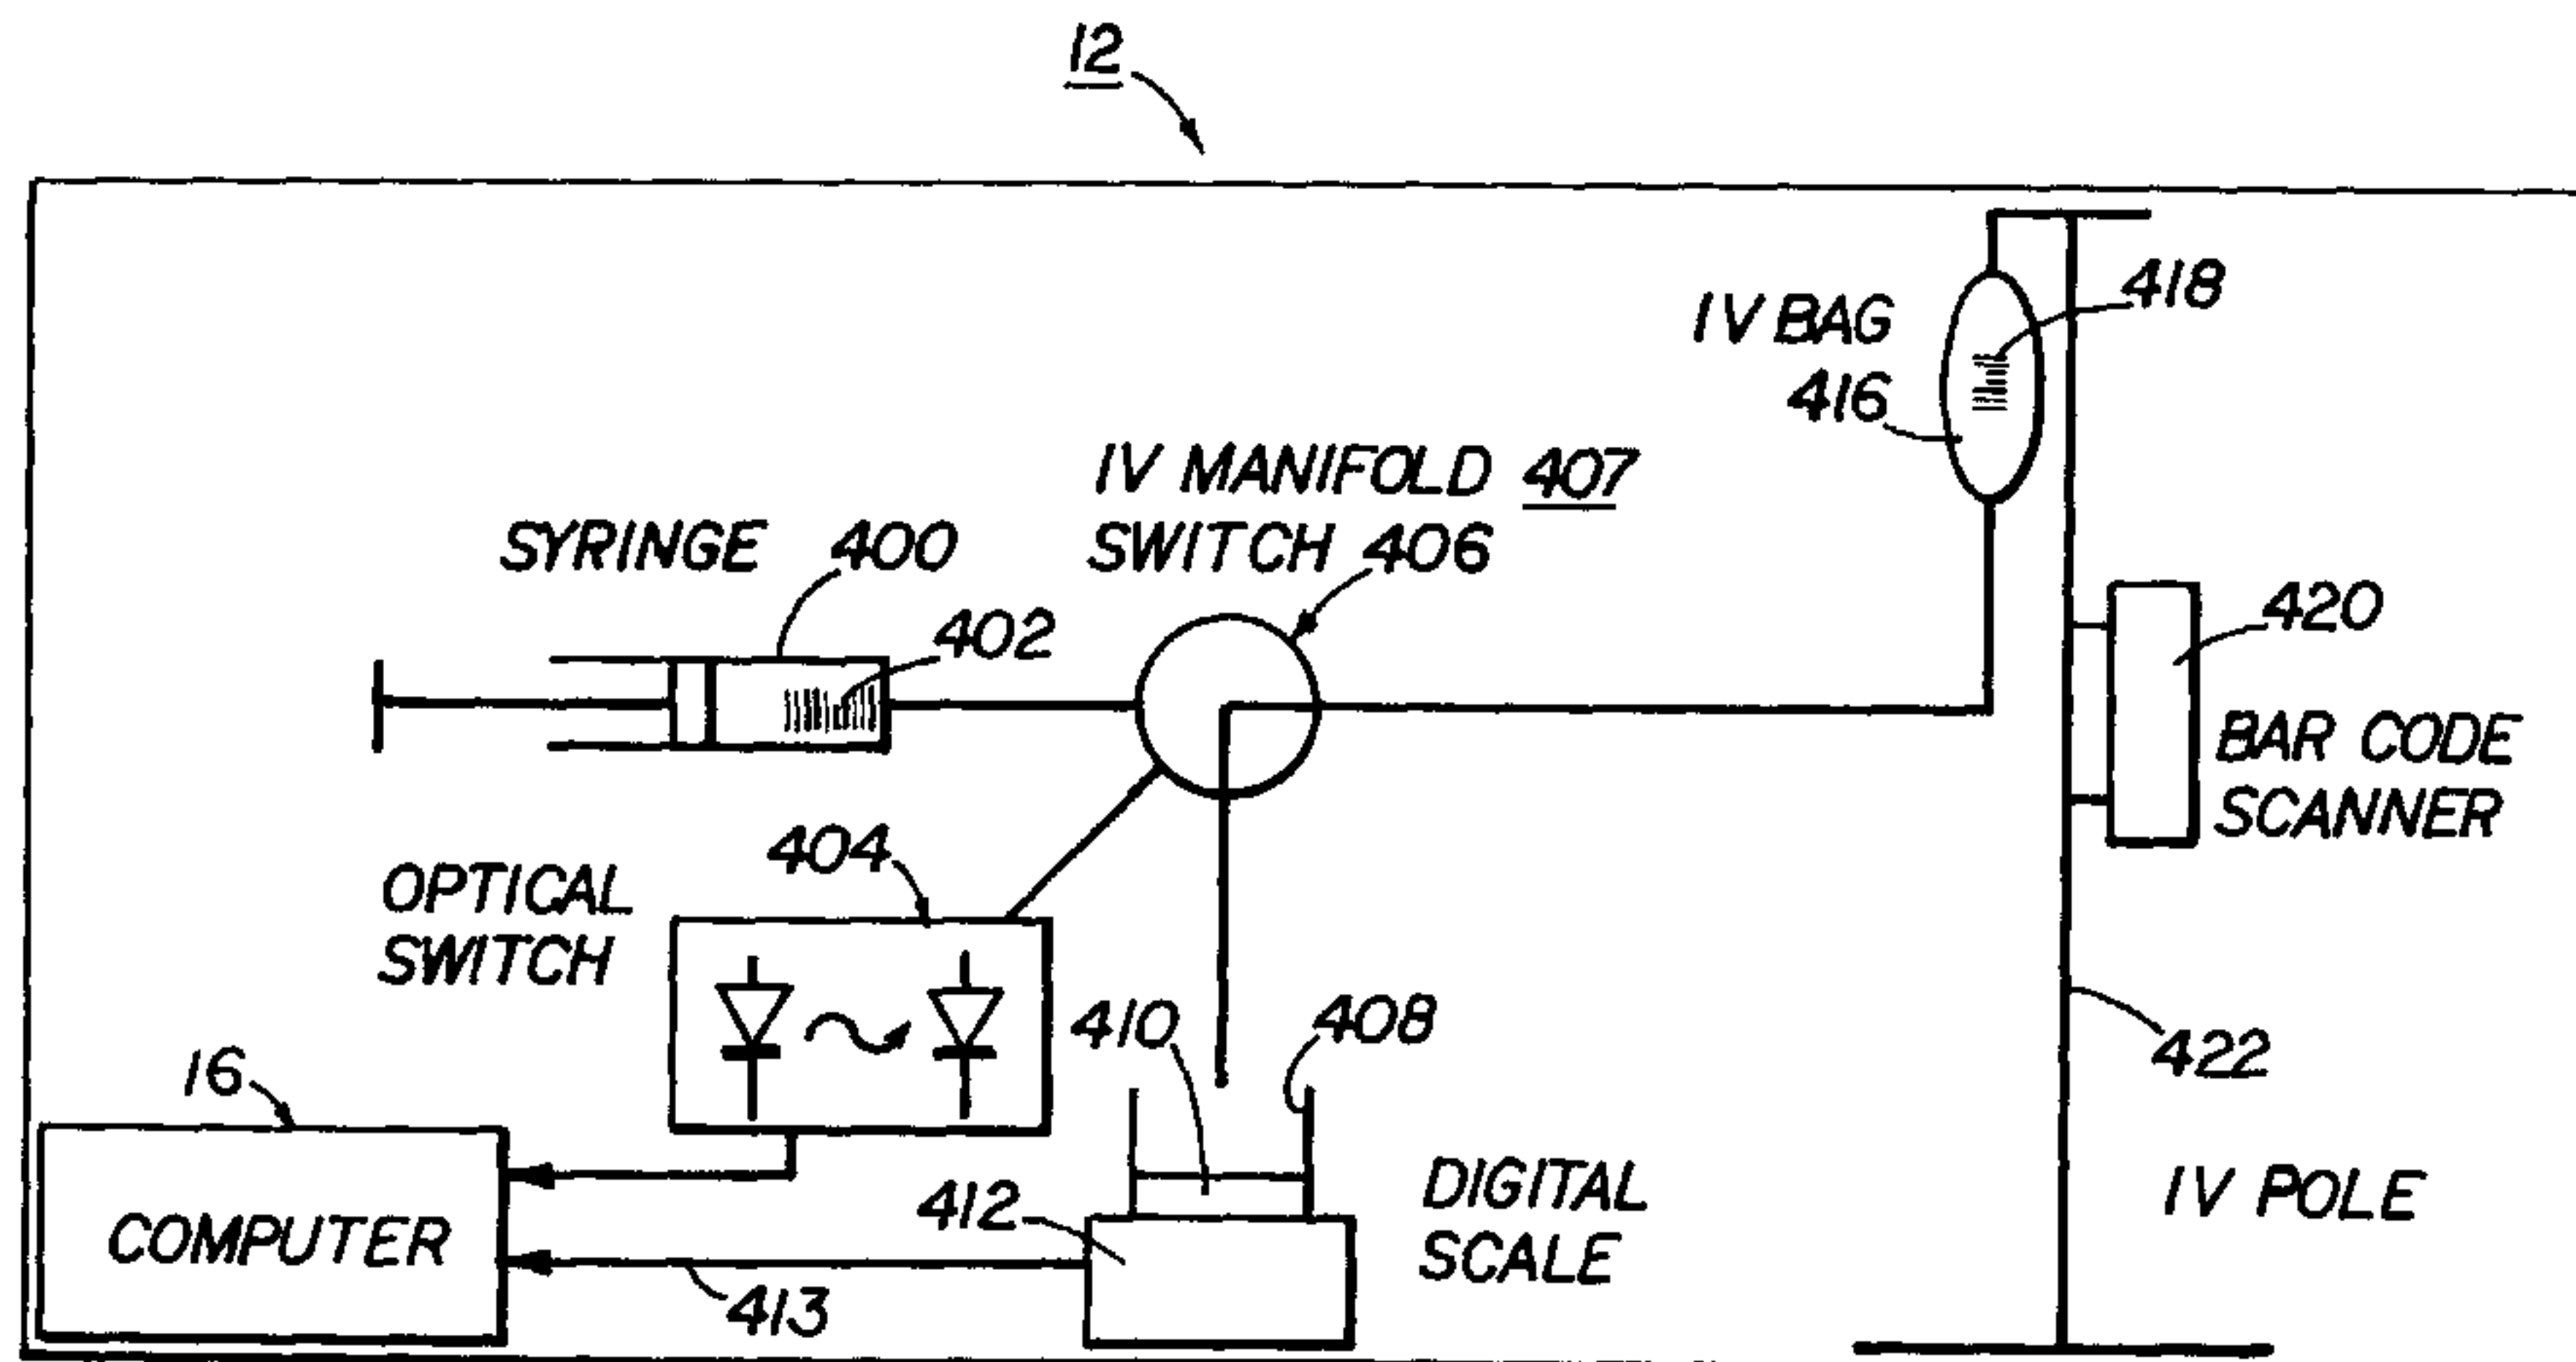 12
IV BAG
416
418
IV MANIFOLD 407
SWITCH 406
SYRINGE 400
402
420
BAR CODE
SCANNER
OPTICAL
SWITCH
404
410
408
422
16
COMPUTER
412
413
DIGITAL
SCALE
IV POLE